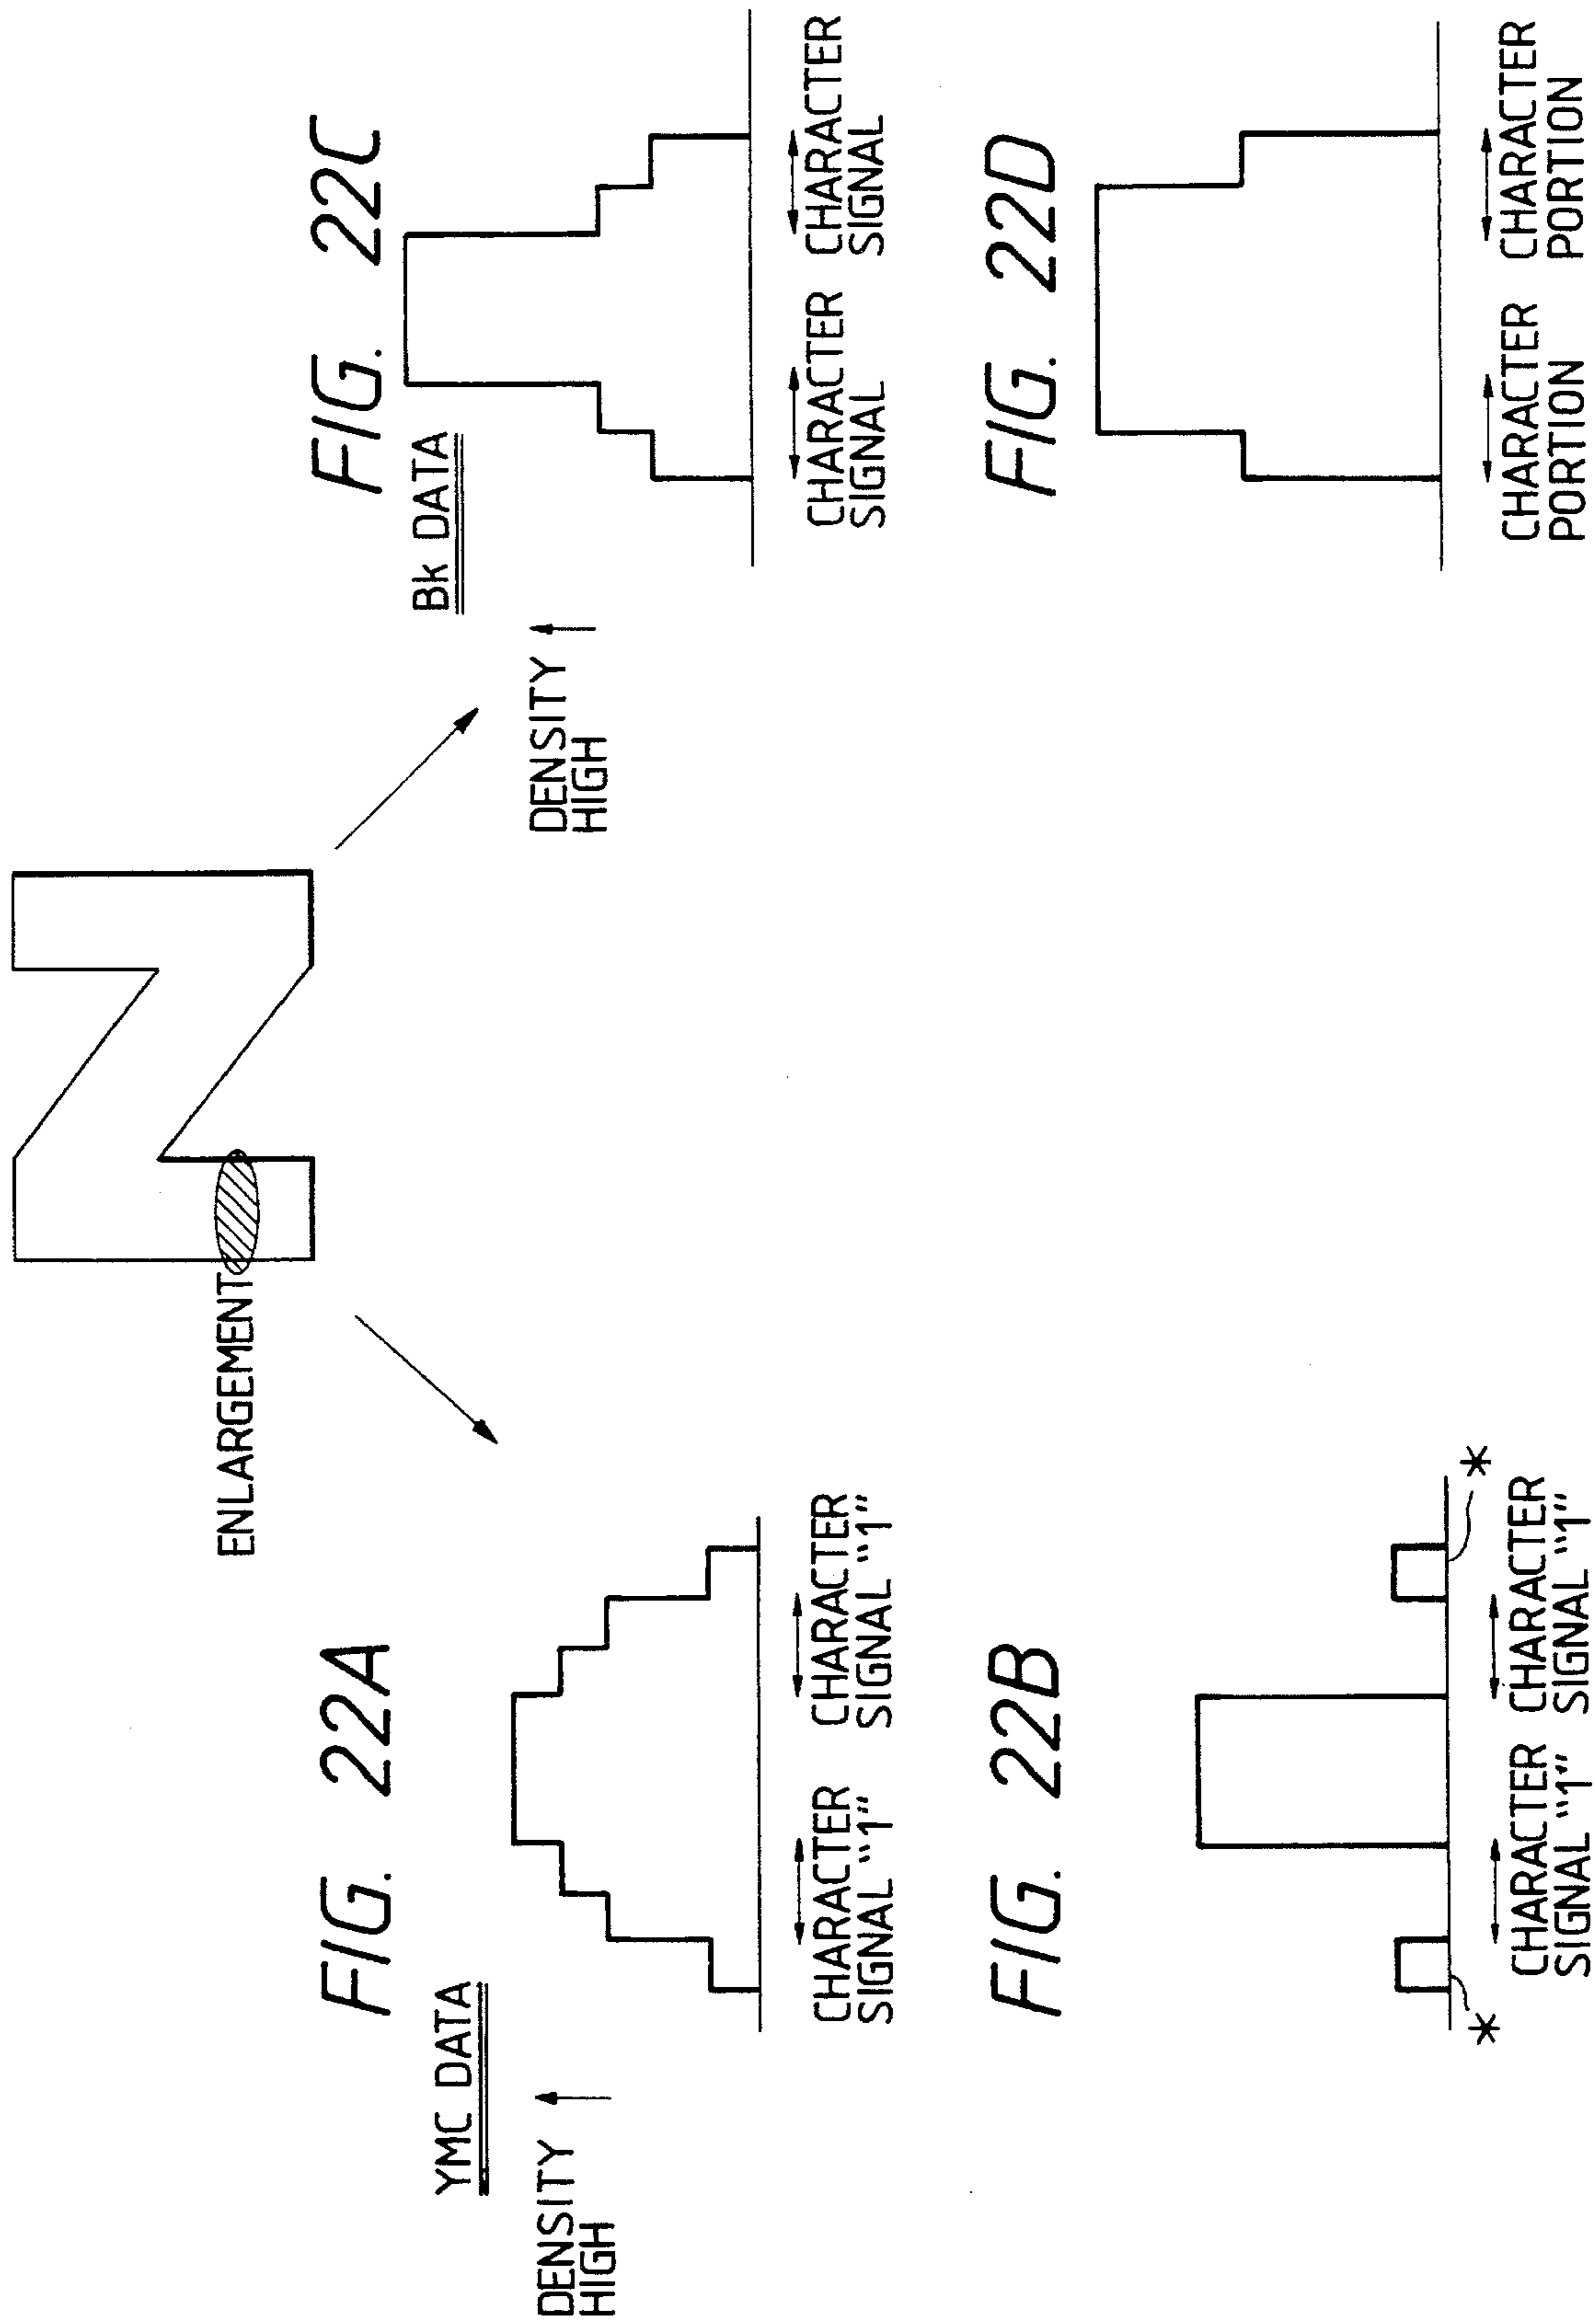 N
ENLARGEMENT
FIG. 22A
YMC DATA
DENSITY
HIGH
CHARACTER CHARACTER
SIGNAL “1” SIGNAL “1”
FIG. 22B
*
*
CHARACTER CHARACTER
SIGNAL “1” SIGNAL “1”
FIG. 22C
Bk DATA
DENSITY
HIGH
CHARACTER CHARACTER
SIGNAL SIGNAL
FIG. 22D
CHARACTER CHARACTER
PORTION PORTION